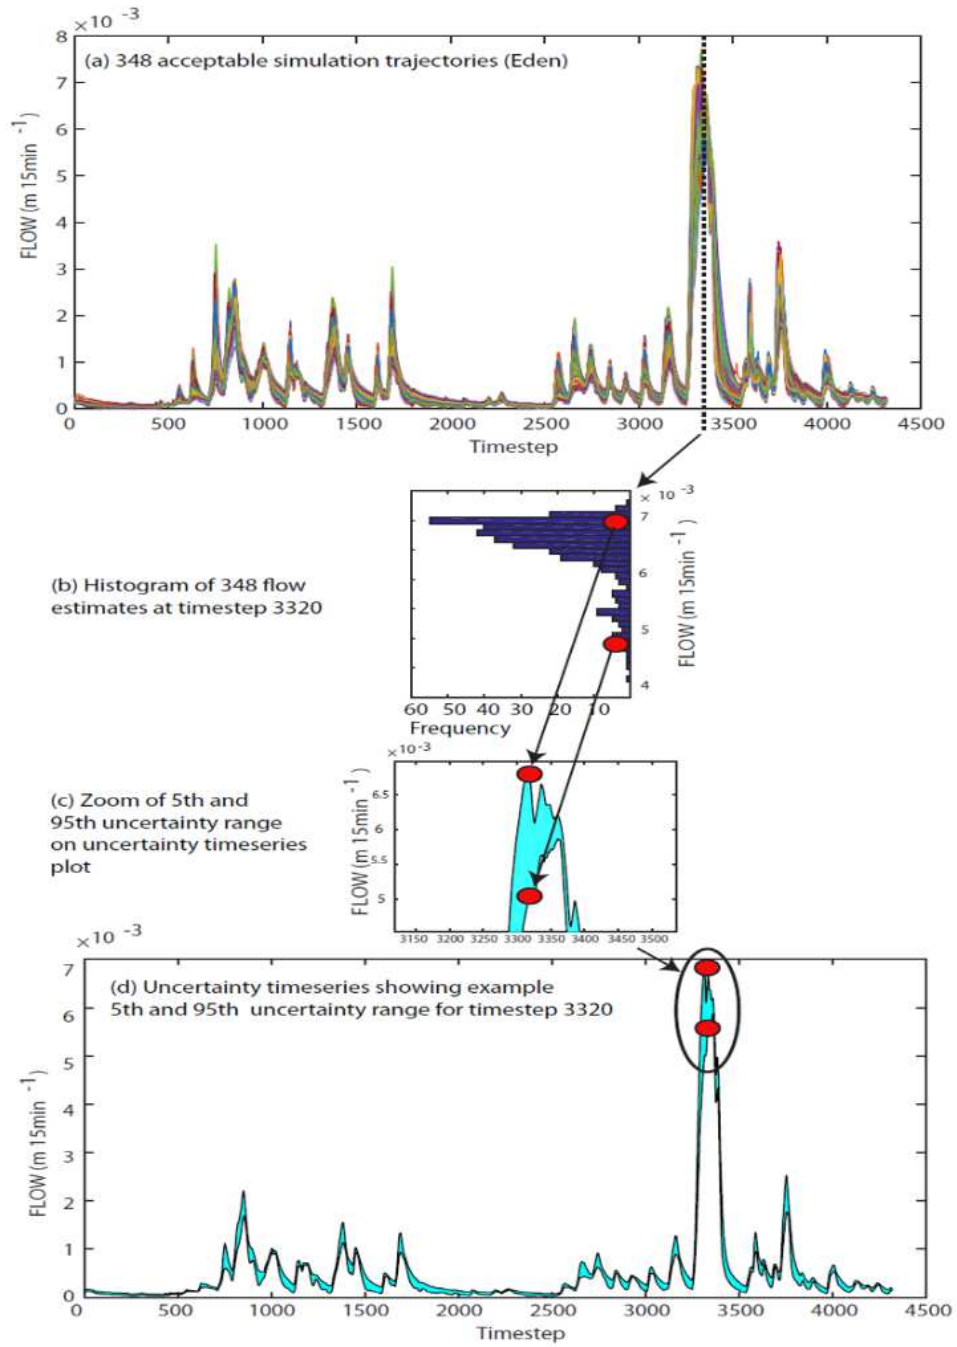 ×10 -3
8
(a) 348 acceptable simulation trajectories (Eden)
7
6
5
4
3
2
1
0
FLOW (m 15min -1)
0 500 1000 1500 2000 2500 3000 3500 4000 4500
Timestep
× 10 -3
7
6
5
4
FLOW (m 15min -1)
(b) Histogram of 348 flow
estimates at timestep 3320
60 50 40 30 20 10
Frequency
×10-3
6.5
6
5.5
5
FLOW (m 15min -1)
(c) Zoom of 5th and
95th uncertainty range
on uncertainty timeseries
plot
3150 3200 3250 3300 3350 3400 3450 3500
×10 -3
7
(d) Uncertainty timeseries showing example
5th and 95th uncertainty range for timestep 3320
6
5
4
3
2
1
0
FLOW (m 15min -1)
0 500 1000 1500 2000 2500 3000 3500 4000 4500
Timestep